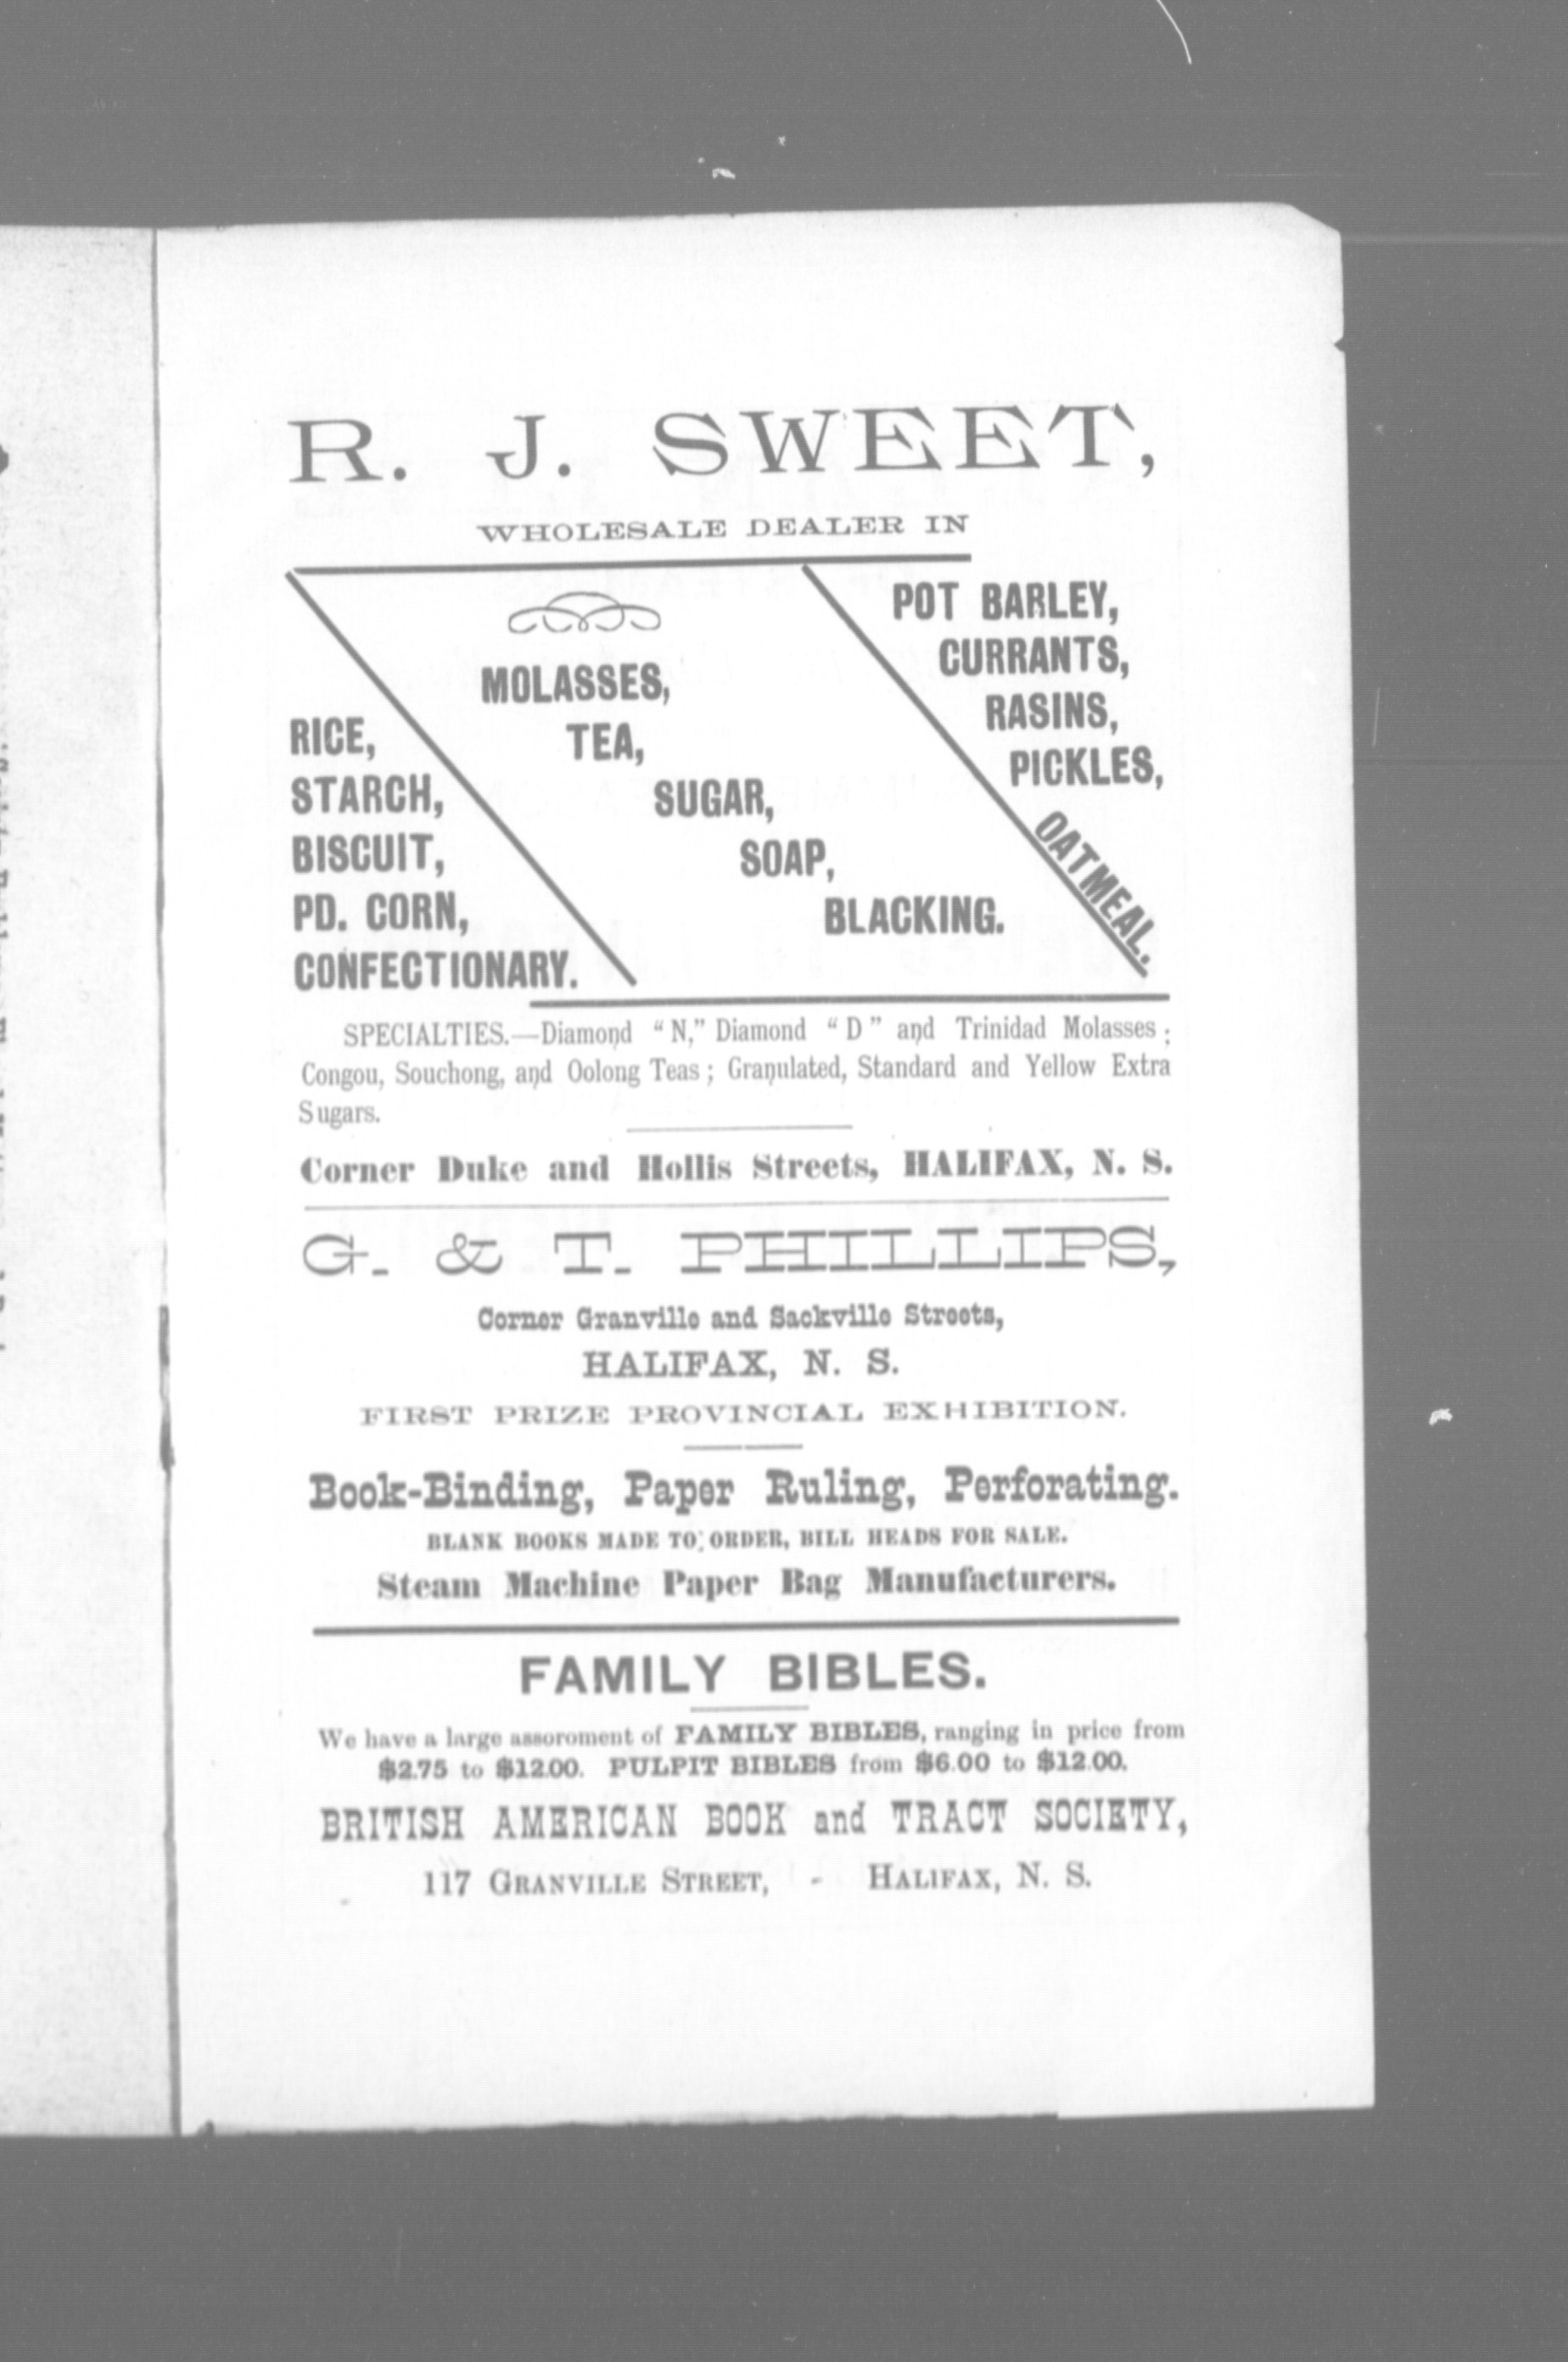 R. J. SWEET,
WHOLESALE DEALER IN
RICE,
STARCH,
BISCUIT,
PD. CORN,
CONFECTIONARY.
MOLASSES,
TEA,
SUGAR,
SOAP,
BLACKING.
POT BARLEY,
CURRANTS,
RASINS,
PICKLES,
OATMEAL.
SPECIALTIES.—Diamond "N," Diamond "D" and Trinidad Molasses;
Congou, Souchong, and Oolong Teas; Granulated, Standard and Yellow Extra
Sugars.
Corner Duke and Hollis Streets, HALIFAX, N. S.
G. & T. PHILLIPS,
Corner Granville and Sackville Streets,
HALIFAX, N. S.
FIRST PRIZE PROVINCIAL EXHIBITION.
Book-Binding, Paper Ruling, Perforating.
BLANK BOOKS MADE TO ORDER, BILL HEADS FOR SALE.
Steam Machine Paper Bag Manufacturers.
FAMILY BIBLES.
We have a large assoroment of FAMILY BIBLES, ranging in price from
$2.75 to $12.00. PULPIT BIBLES from $6.00 to $12.00.
BRITISH AMERICAN BOOK and TRACT SOCIETY,
117 GRANVILLE STREET, - HALIFAX, N. S.